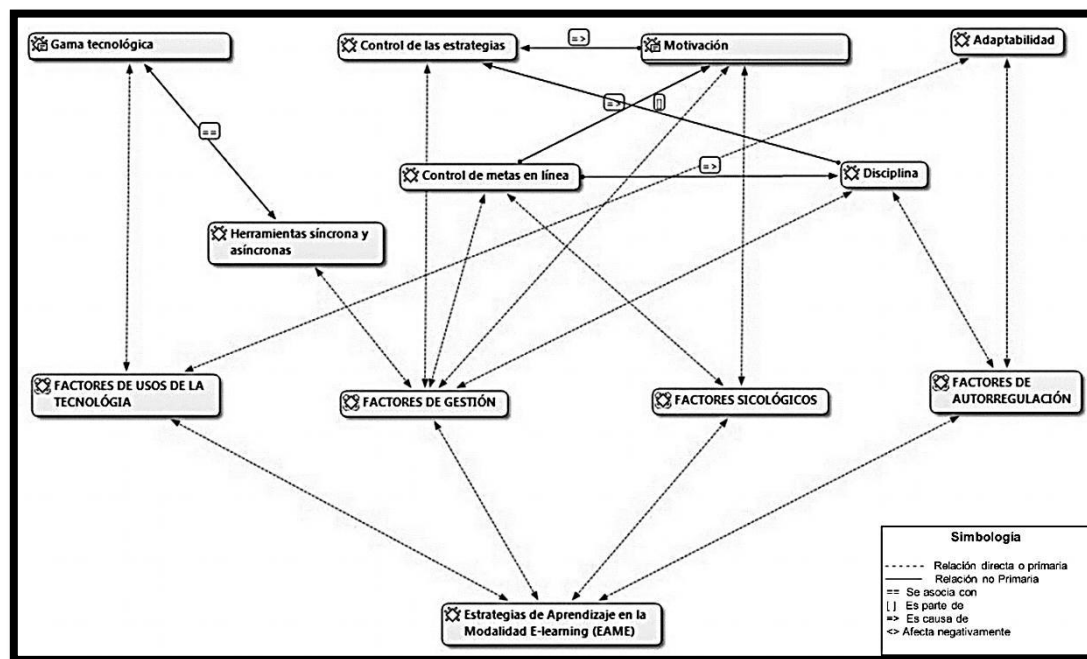 Gama tecnológica
Control de las estrategias
=>
Motivación
Adaptabilidad
=>
[]
==
Control de metas en línea
=>
Disciplina
Herramientas síncrona y
asíncronas
FACTORES DE USOS DE LA
TECNOLÓGIA
FACTORES DE GESTIÓN
FACTORES SICOLÓGICOS
FACTORES DE
AUTORREGULACIÓN
Estrategias de Aprendizaje en la
Modalidad E-learning (EAME)
Simbologia
Relación directa o primaria
Relación no Primaria
== Se asocia con
[ ] Es parte de
=> Es causa de
<> Afecta negativamente